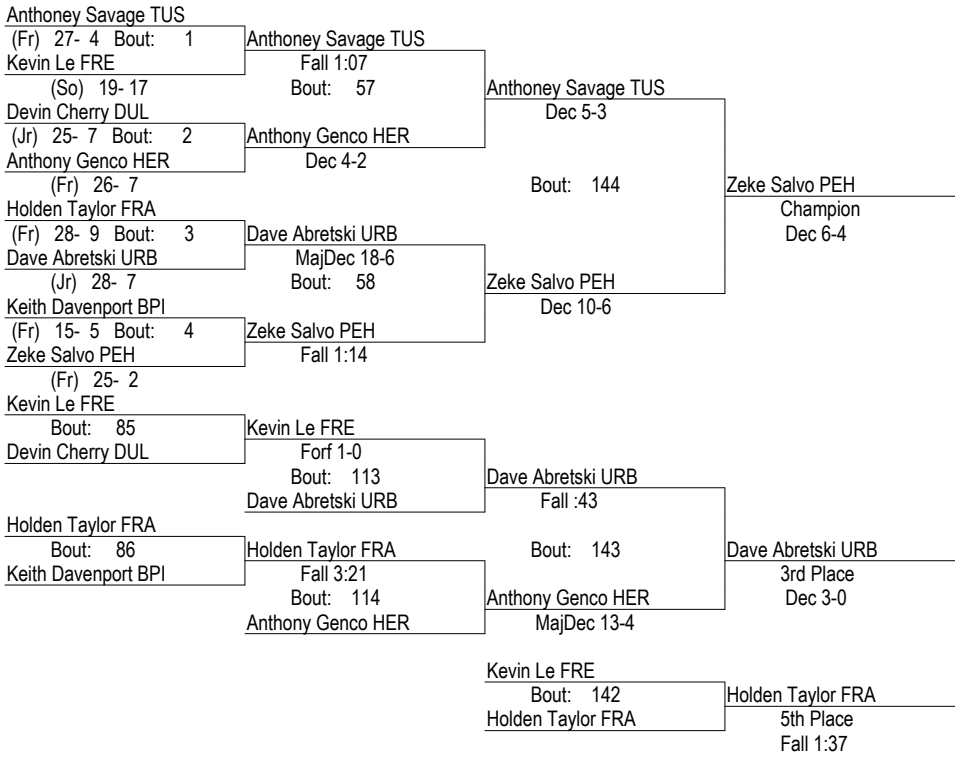 Anthoney Savage TUS
(Fr) 27- 4 Bout: 1 Anthoney Savage TUS
Kevin Le FRE Fall 1:07
(So) 19- 17 Bout: 57 Anthoney Savage TUS
Devin Cherry DUL Dec 5-3
(Jr) 25- 7 Bout: 2 Anthony Genco HER
Anthony Genco HER Dec 4-2
(Fr) 26- 7 Bout: 144 Zeke Salvo PEH
Holden Taylor FRA Champion
(Fr) 28- 9 Bout: 3 Dave Abretski URB Dec 6-4
Dave Abretski URB MajDec 18-6
(Jr) 28- 7 Bout: 58 Zeke Salvo PEH
Keith Davenport BPI Dec 10-6
(Fr) 15- 5 Bout: 4 Zeke Salvo PEH
Zeke Salvo PEH Fall 1:14
(Fr) 25- 2
Kevin Le FRE
Bout: 85 Kevin Le FRE
Devin Cherry DUL Forf 1-0
Bout: 113 Dave Abretski URB
Dave Abretski URB Fall :43
Holden Taylor FRA
Bout: 86 Holden Taylor FRA Bout: 143 Dave Abretski URB
Keith Davenport BPI Fall 3:21 3rd Place
Bout: 114 Anthony Genco HER Dec 3-0
Anthony Genco HER MajDec 13-4
Kevin Le FRE
Bout: 142 Holden Taylor FRA
Holden Taylor FRA 5th Place
Fall 1:37